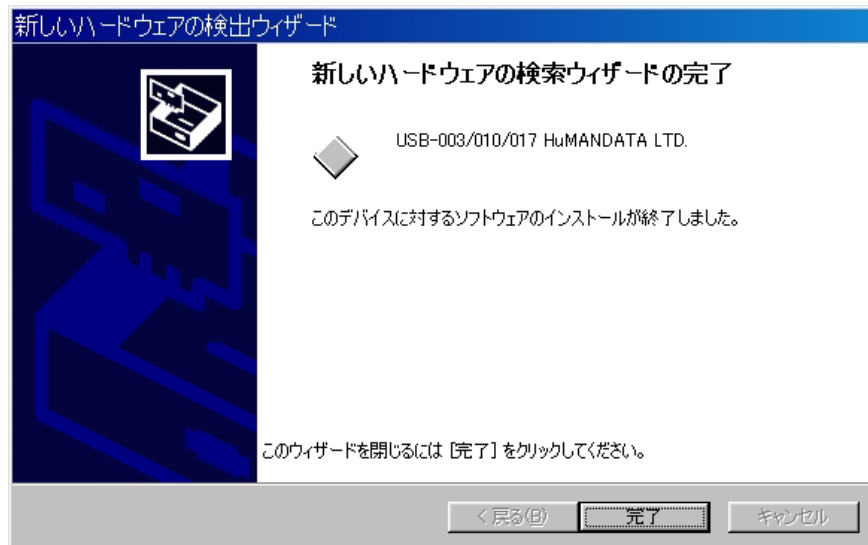 新しいハードウェアの検出ウィザード
新しいハードウェアの検索ウィザードの完了
USB-003/010/017 HuMANDATA LTD.
このデバイスに対するソフトウェアのインストールが終了しました。
このウィザードを閉じるには [完了] をクリックしてください。
< 戻る(B)
完了
キャンセル